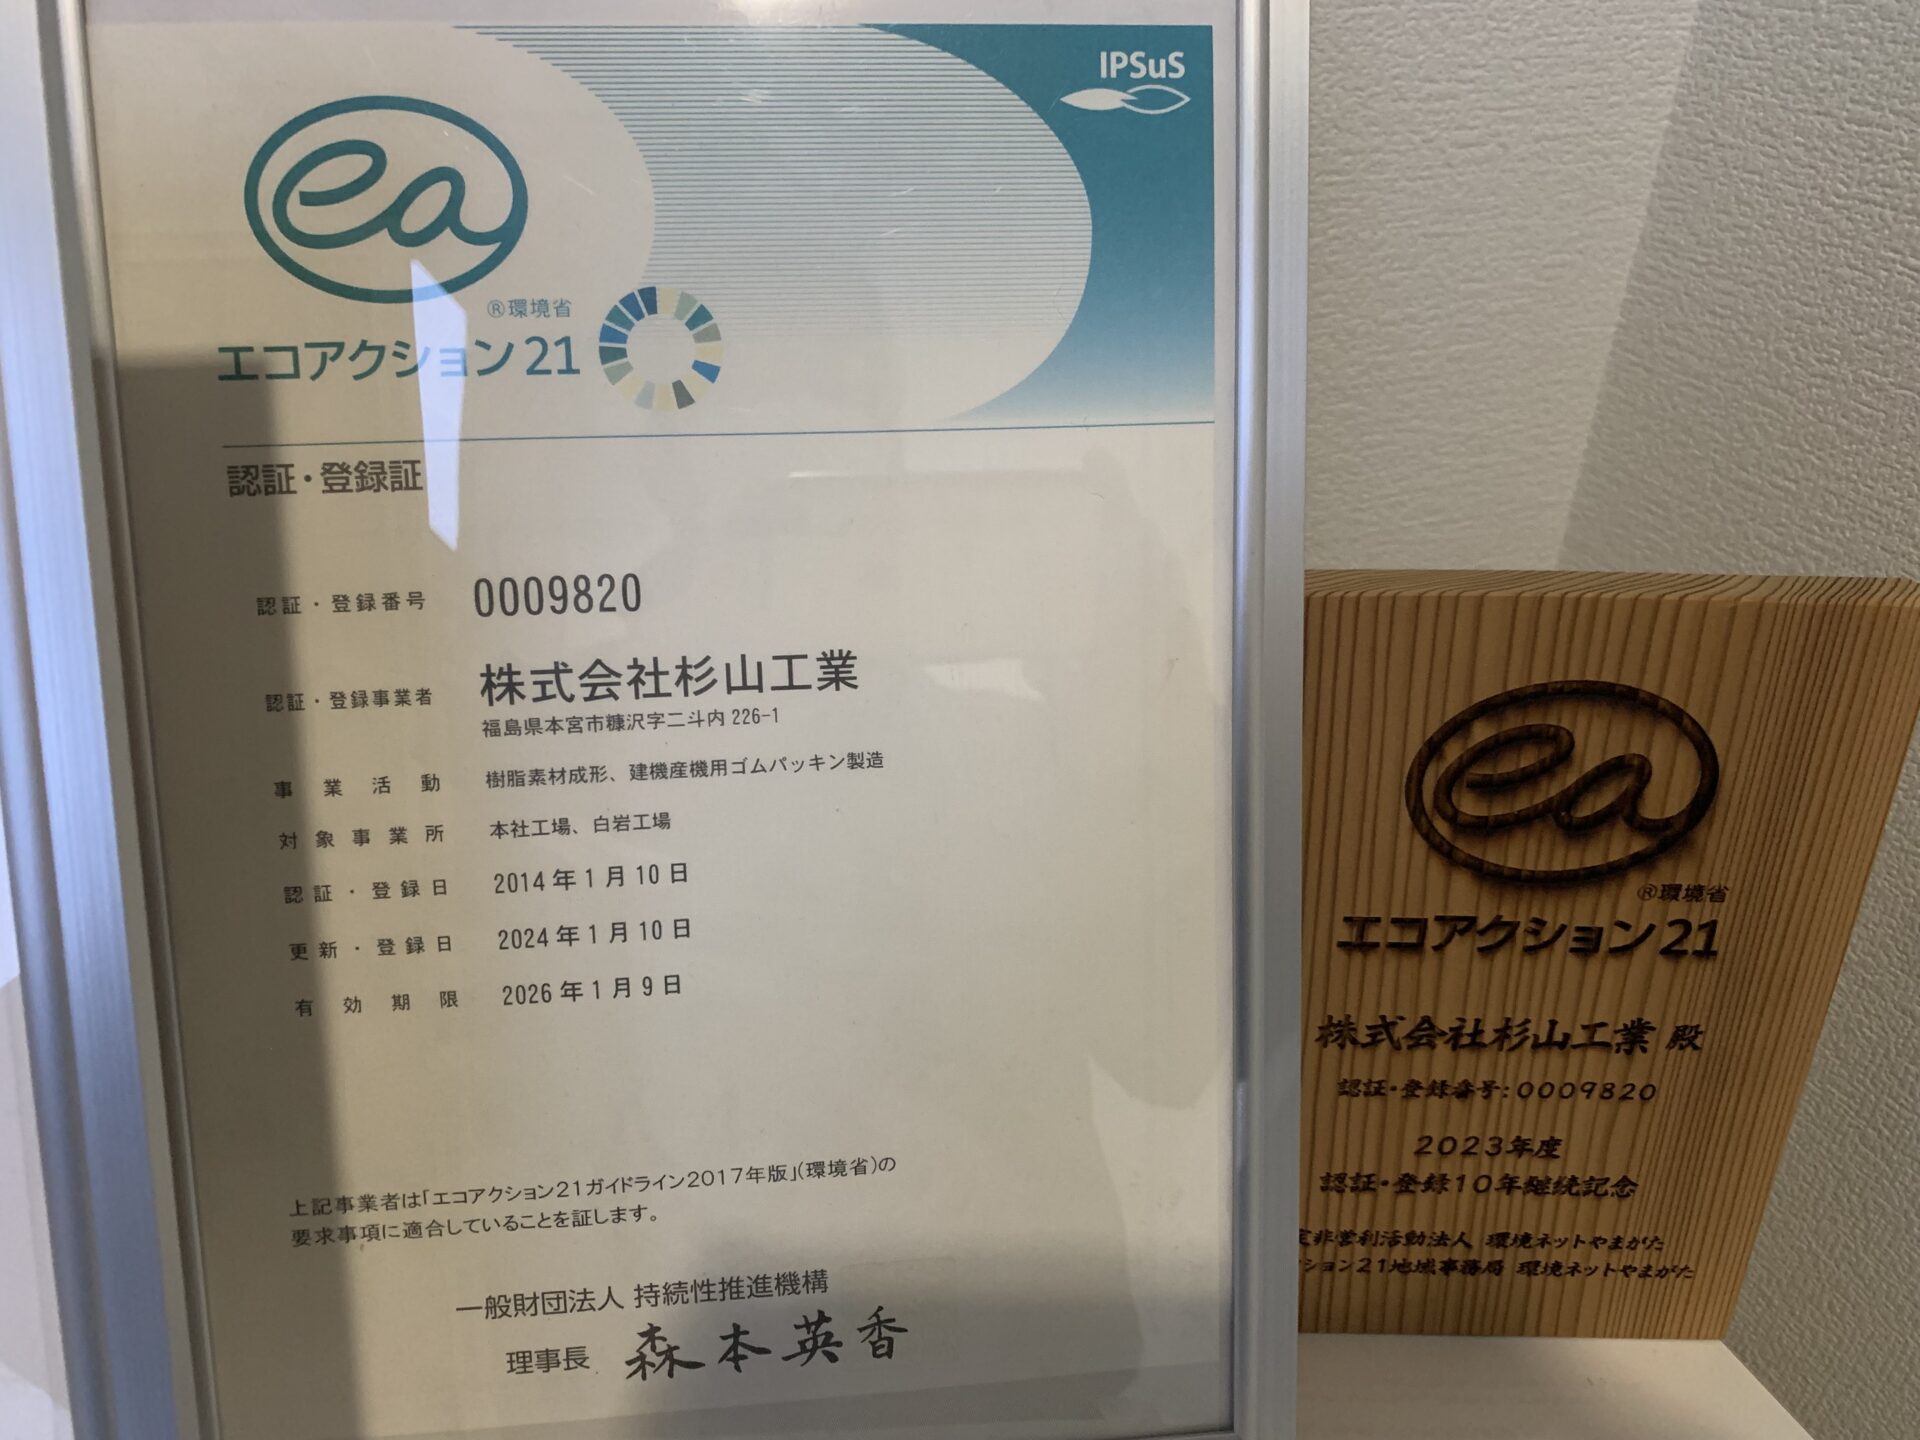 IPSuS
ea
®環境省
エコアクション21
認証・登録証
認証・登録番号 0009820
認証・登録事業者 株式会社杉山工業
福島県本宮市糠沢字二斗内 226-1
事業活動 樹脂素材成形、建機産機用ゴムパッキン製造
対象事業所 本社工場、白岩工場
認証・登録日 2014年1月10日
更新・登録日 2024年1月10日
有効期限 2026年1月9日
上記事業者は「エコアクション21ガイドライン2017年版」(環境省)の
要求事項に適合していることを証します。
一般財団法人 持続性推進機構
理事長 森本英香
ea
®環境省
エコアクション21
株式会社杉山工業 殿
認証・登録番号:0009820
2023年度
認証・登録10年継続記念
定非営利活動法人 環境ネットやまがた
ション21地域事務局 環境ネットやまがた